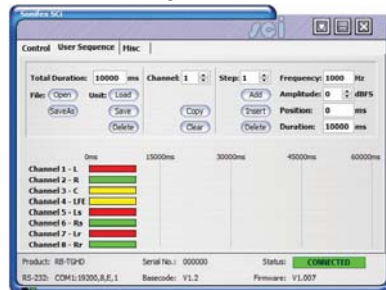 Sonifex SCI
sci
Control User Sequence Misc
Total Duration: 10000 ms Channel: 1 Step: 1 Frequency: 1000 Hz
File: Open Unit: Load Add Amplitude: 0 dBFS
SaveAs Save Copy Insert Position: 0 ms
Delete Clear Delete Duration: 10000 ms
0ms 15000ms 30000ms 45000ms 60000ms
Channel 1 - L
Channel 2 - R
Channel 3 - C
Channel 4 - LFE
Channel 5 - Ls
Channel 6 - Rs
Channel 7 - Lr
Channel 8 - Rr
Product: RB-TGHD Serial No.: 000000 Status: CONNECTED
RS-232: COM1:19200,8,E,1 Basecode: V1.2 Firmware: V1.007